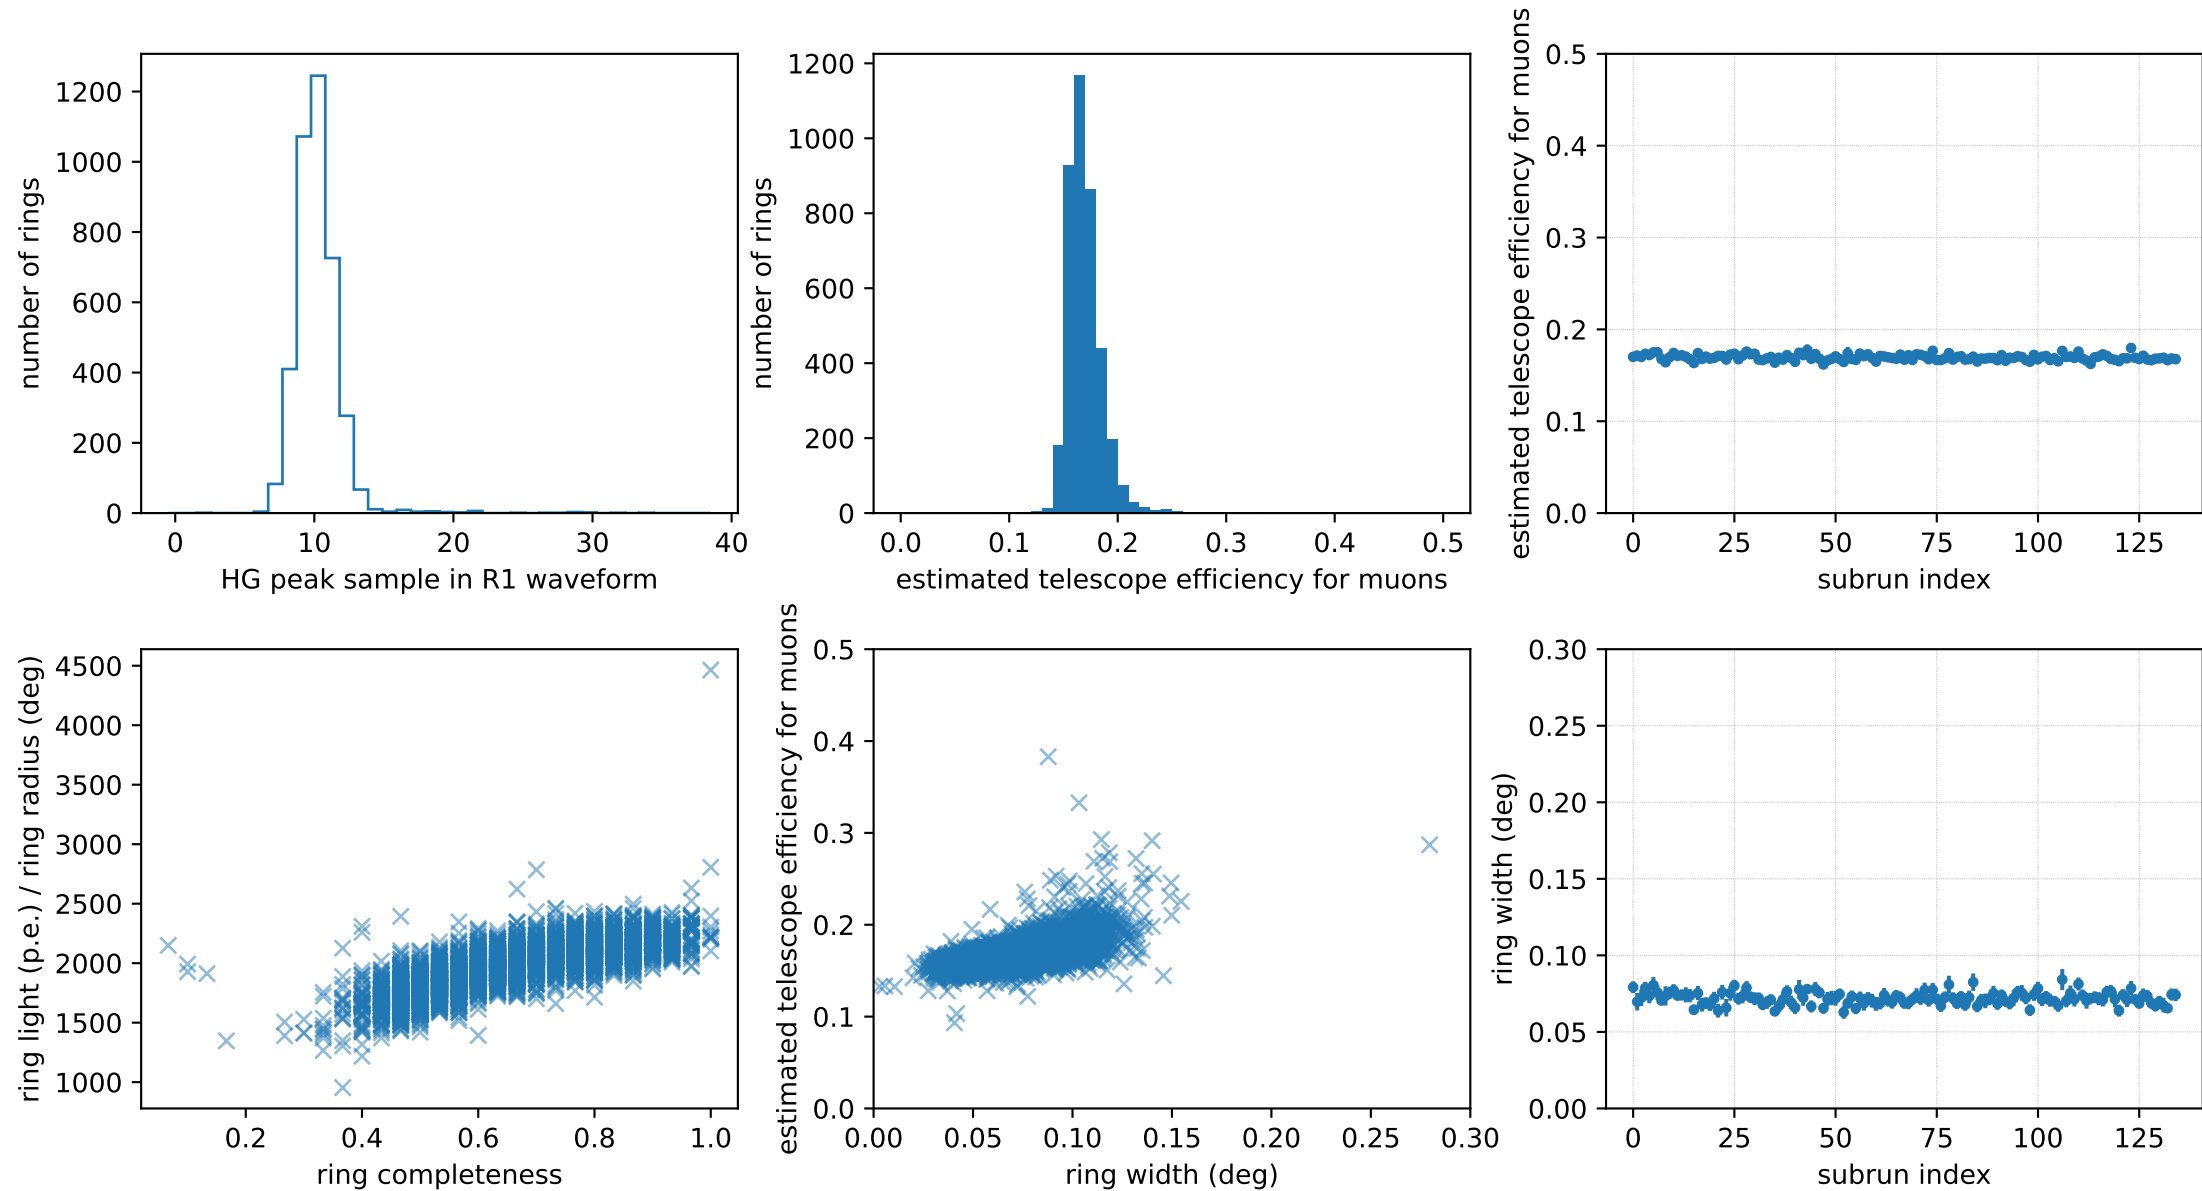 number of rings
1200
1000
800
600
400
200
0
0 10 20 30 40
HG peak sample in R1 waveform
number of rings
1200
1000
800
600
400
200
0
0.0 0.1 0.2 0.3 0.4 0.5
estimated telescope efficiency for muons
estimated telescope efficiency for muons
0.5
0.4
0.3
0.2
0.1
0.0
0 25 50 75 100 125
subrun index
ring light (p.e.) / ring radius (deg)
4500
4000
3500
3000
2500
2000
1500
1000
0.2 0.4 0.6 0.8 1.0
ring completeness
estimated telescope efficiency for muons
0.5
0.4
0.3
0.2
0.1
0.0
0.00 0.05 0.10 0.15 0.20 0.25 0.30
ring width (deg)
ring width (deg)
0.30
0.25
0.20
0.15
0.10
0.05
0.00
0 25 50 75 100 125
subrun index